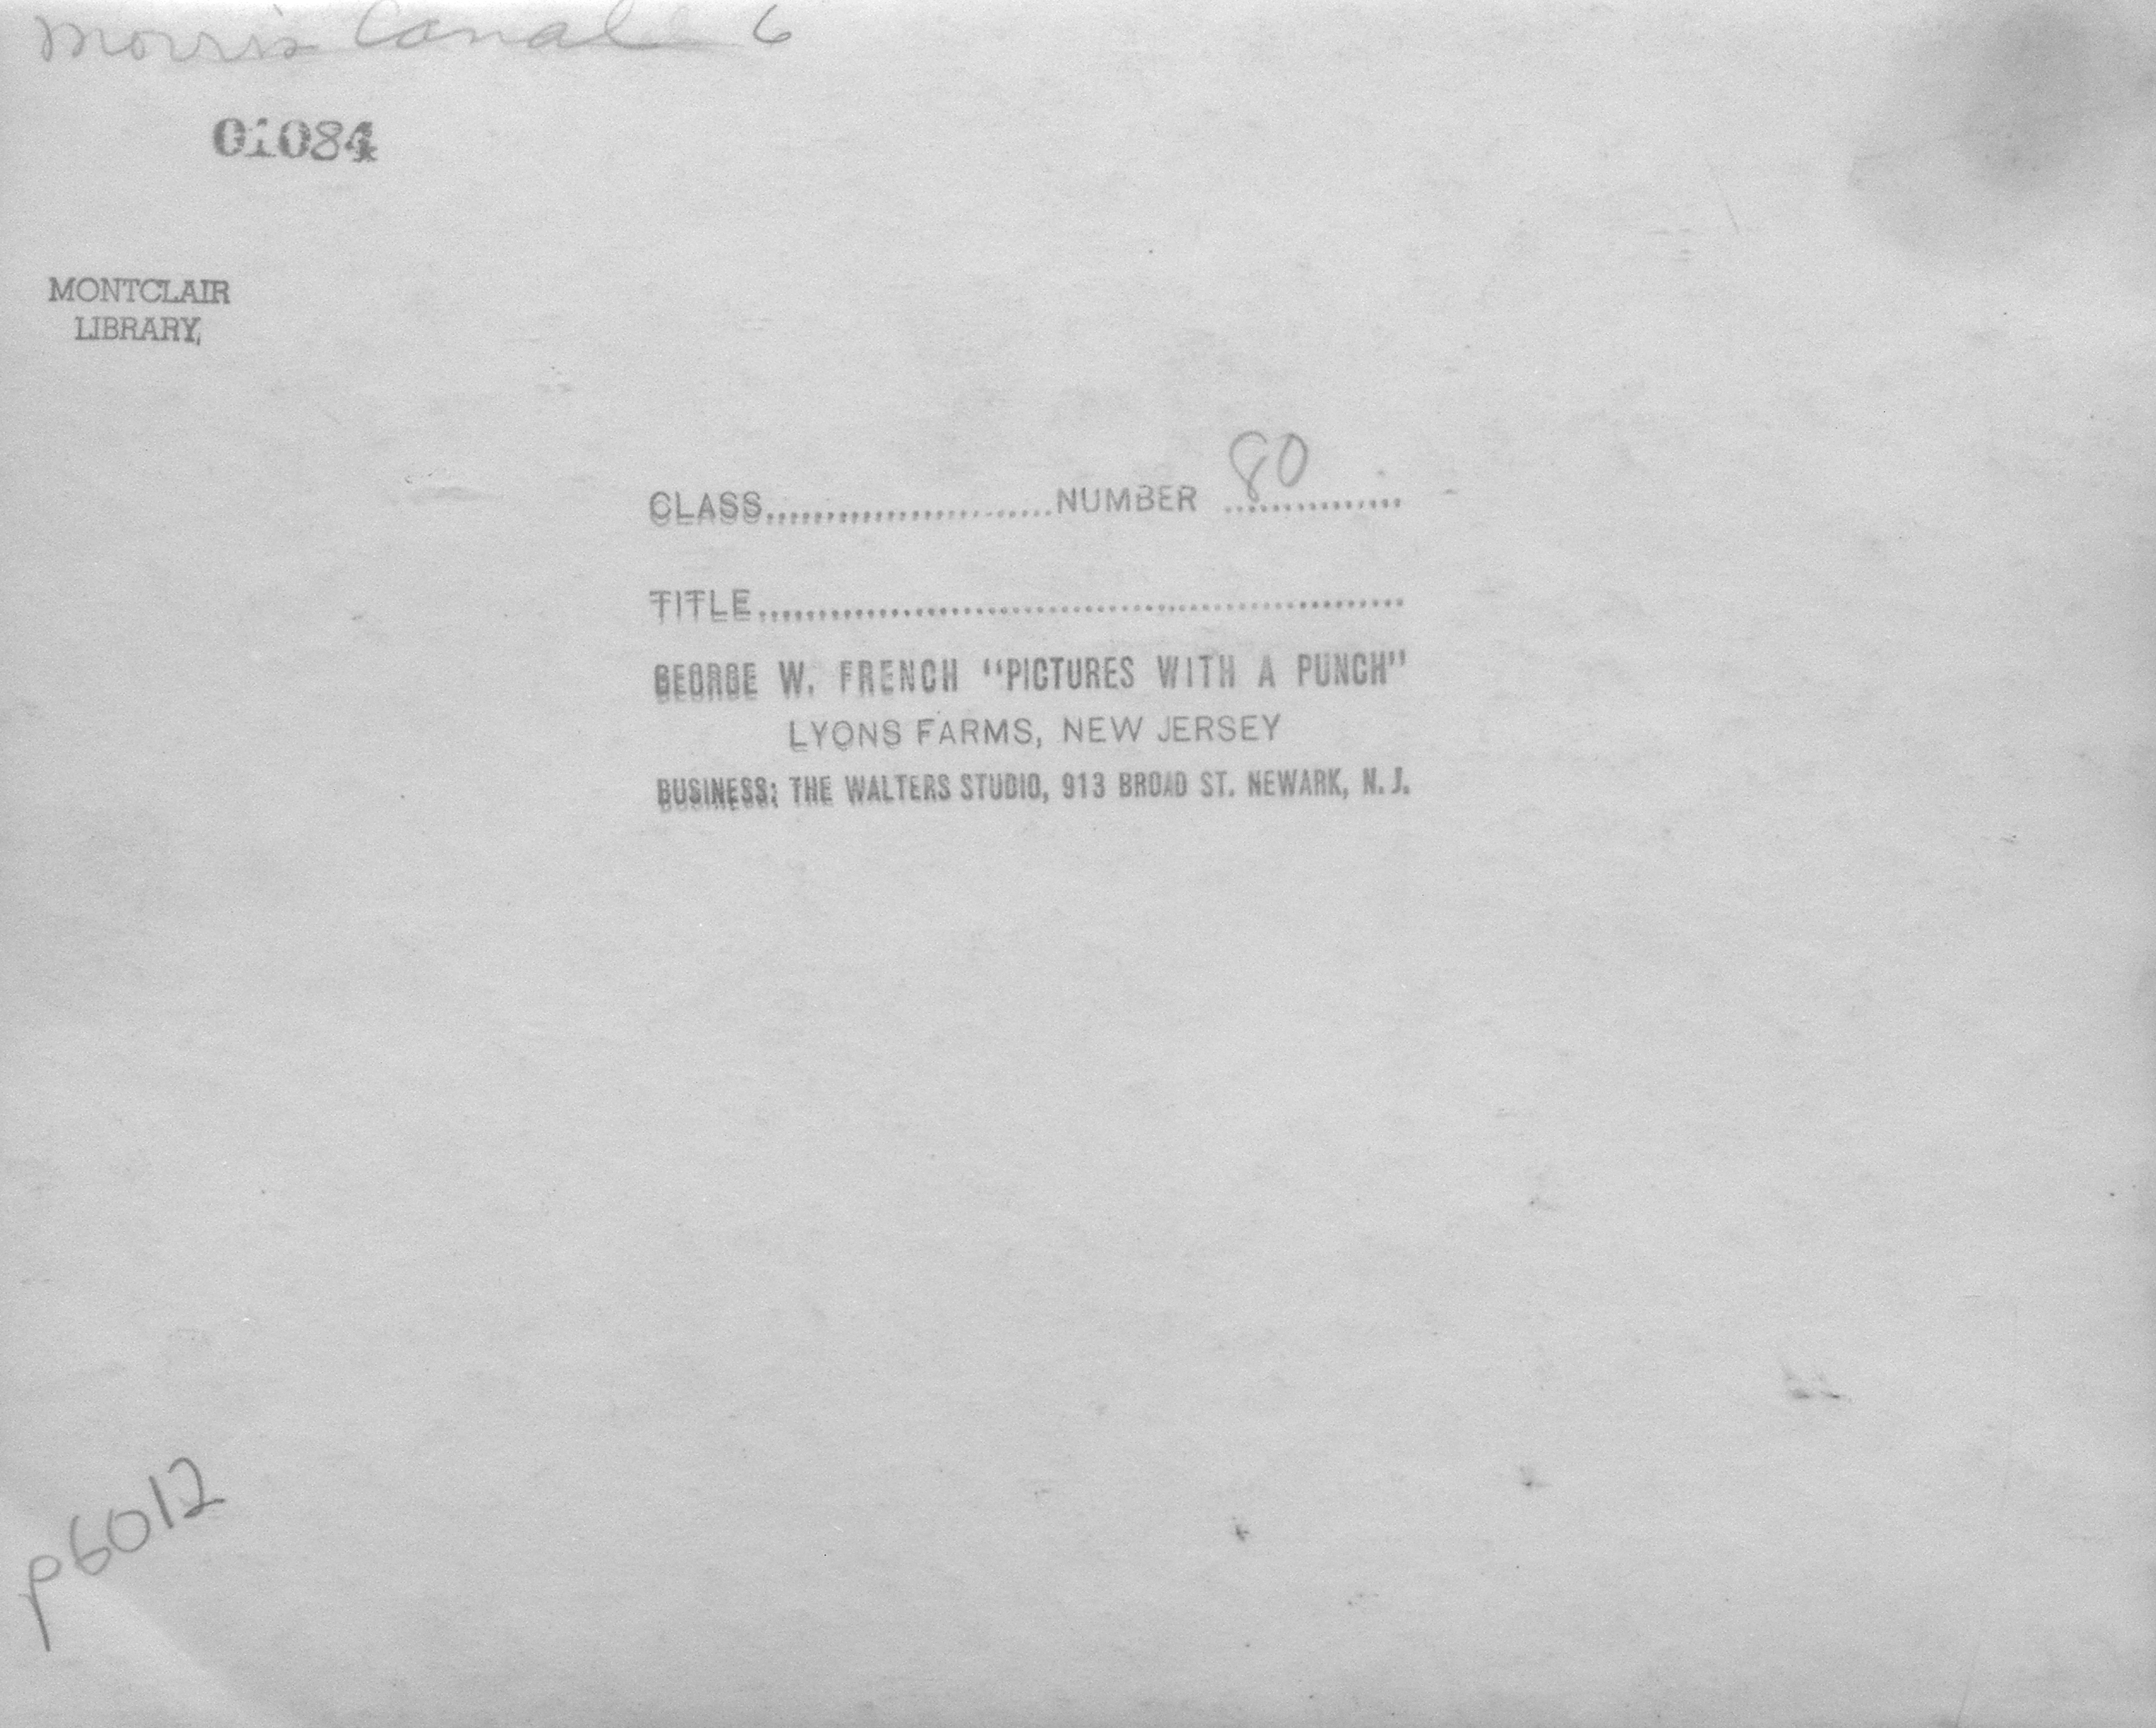 Morris Canal 6
01084
MONTCLAIR
LIBRARY,
CLASS........................NUMBER 80...............
TITLE......................................................
GEORGE W. FRENCH "PICTURES WITH A PUNCH"
LYONS FARMS, NEW JERSEY
BUSINESS: THE WALTERS STUDIO, 913 BROAD ST. NEWARK, N.J.
p6012